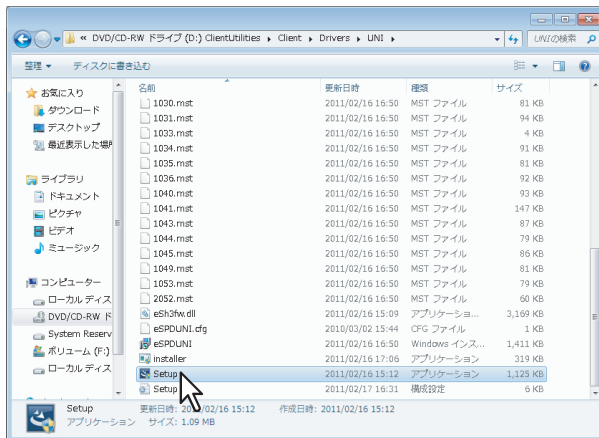 « DVD/CD-RW ドライブ (D:) ClientUtilities ▸ Client ▸ Drivers ▸ UNI ▸ UNIの検索
整理 ▼ ディスクに書き込む
お気に入り
ダウンロード
デスクトップ
最近表示した場所
ライブラリ
ドキュメント
ピクチャ
ビデオ
ミュージック
コンピューター
ローカル ディス
DVD/CD-RW ド
System Reserv
ボリューム (F:)
ローカル ディス
名前 更新日時 種類 サイズ
1030.mst 2011/02/16 16:50 MST ファイル 81 KB
1031.mst 2011/02/16 16:50 MST ファイル 94 KB
1033.mst 2011/02/16 16:50 MST ファイル 4 KB
1034.mst 2011/02/16 16:50 MST ファイル 91 KB
1035.mst 2011/02/16 16:50 MST ファイル 81 KB
1036.mst 2011/02/16 16:50 MST ファイル 92 KB
1040.mst 2011/02/16 16:50 MST ファイル 93 KB
1041.mst 2011/02/16 16:50 MST ファイル 147 KB
1043.mst 2011/02/16 16:50 MST ファイル 87 KB
1044.mst 2011/02/16 16:50 MST ファイル 79 KB
1045.mst 2011/02/16 16:50 MST ファイル 86 KB
1049.mst 2011/02/16 16:50 MST ファイル 81 KB
1053.mst 2011/02/16 16:50 MST ファイル 79 KB
2052.mst 2011/02/16 16:50 MST ファイル 60 KB
eSh3fw.dll 2011/02/16 15:09 アプリケーショ... 3,169 KB
eSPDUNI.cfg 2010/03/02 15:44 CFG ファイル 1 KB
eSPDUNI 2011/02/16 16:50 Windows インス... 1,411 KB
installer 2011/02/16 17:06 アプリケーション 319 KB
Setup 2011/02/16 15:12 アプリケーション 1,125 KB
Setup 2011/02/17 16:31 構成設定 6 KB
Setup 更新日時: 2011/02/16 15:12 作成日時: 2011/02/16 15:12
アプリケーション サイズ: 1.09 MB